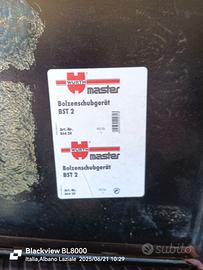 WÜRTH
master
Bolzenschubgerät
BST 2
Art.-Nr.
WÜRTH
master
Bolzenschubgerät
BST 2
Art.-Nr.
subito
Blackview BL8000
Italia,Albano Laziale 2025/06/21 10:29